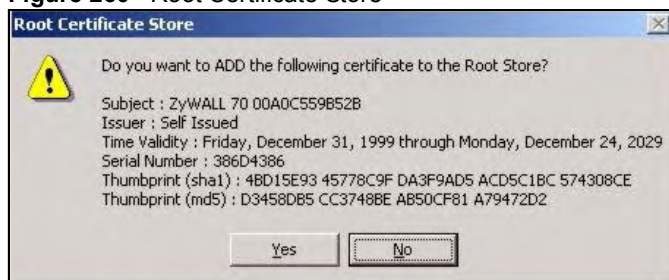 Root Certificate Store
Root Certificate Store
Do you want to ADD the following certificate to the Root Store?
Subject : ZyWALL 70 00A0C559B52B
Issuer : Self Issued
Time Validity : Friday, December 31, 1999 through Monday, December 24, 2029
Serial Number : 386D4386
Thumbprint (sha1) : 4BD15E93 45778C9F DA3F9AD5 ACD5C1BC 574308CE
Thumbprint (md5) : D3458DB5 CC3748BE AB50CF81 A79472D2
Yes
No